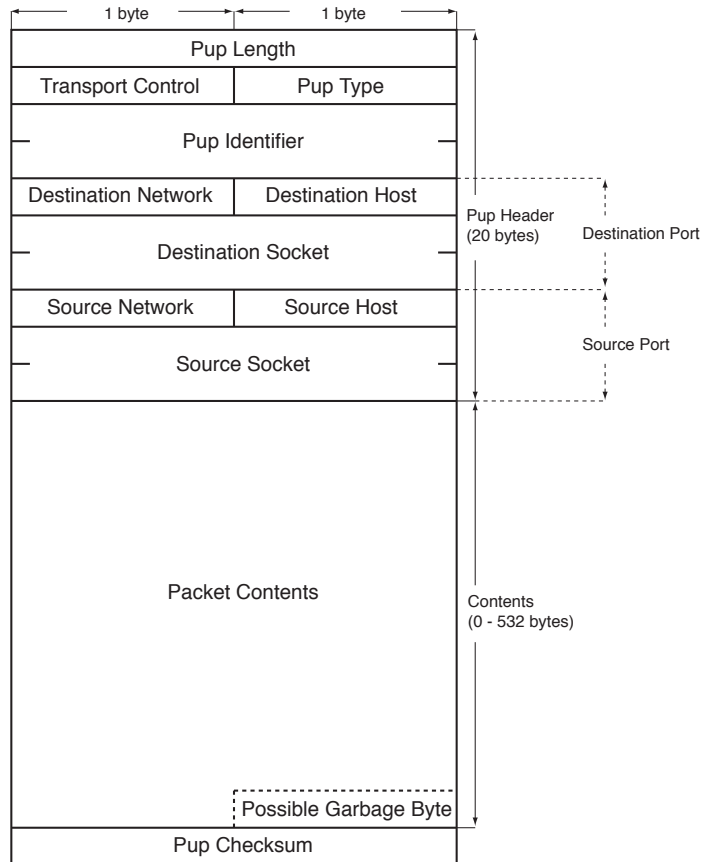 1 byte 1 byte
Pup Length
Transport Control Pup Type
Pup Identifier
Destination Network Destination Host
Pup Header
(20 bytes)
Destination Port
Destination Socket
Source Network Source Host
Source Port
Source Socket
Packet Contents
Contents
(0 - 532 bytes)
Possible Garbage Byte
Pup Checksum